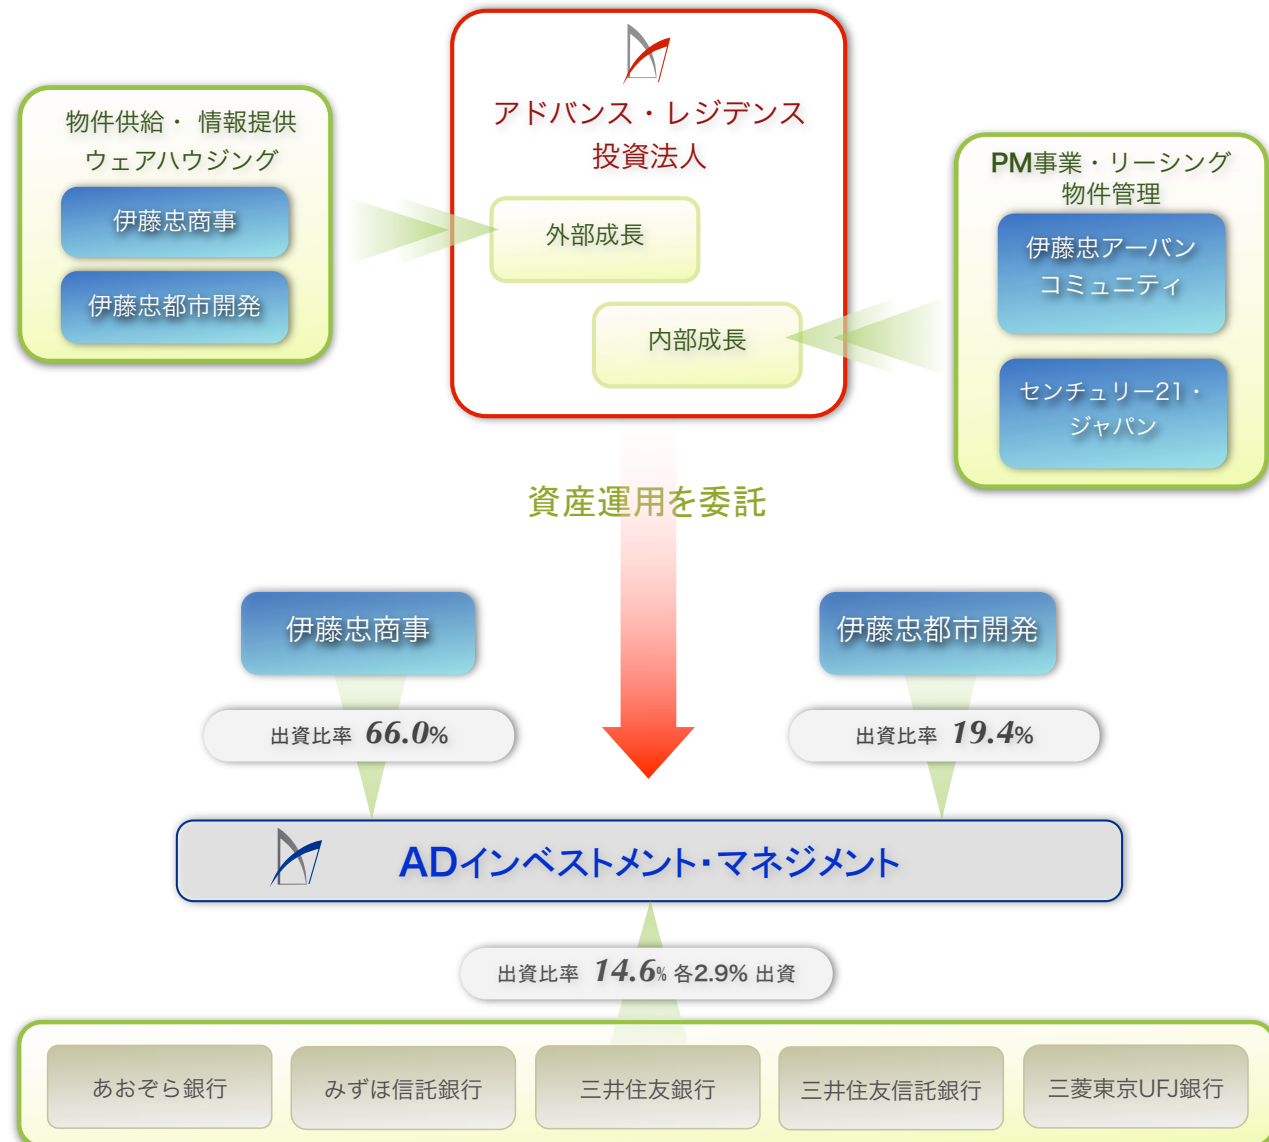 物件供給・ 情報提供
ウェアハウジング
伊藤忠商事
伊藤忠都市開発
アドバンス・レジデンス
投資法人
外部成長
内部成長
PM事業・リーシング
物件管理
伊藤忠アーバン
コミュニティ
センチュリー21・
ジャパン
資産運用を委託
伊藤忠商事
伊藤忠都市開発
出資比率 66.0%
出資比率 19.4%
ADインベストメント・マネジメント
出資比率 14.6% 各2.9% 出資
あおぞら銀行
みずほ信託銀行
三井住友銀行
三井住友信託銀行
三菱東京UFJ銀行